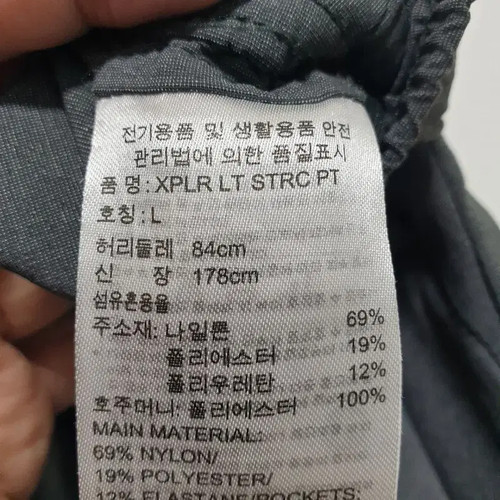 전기용품 및 생활용품 안전
관리법에 의한 품질표시
품 명 : XPLR LT STRC PT
호칭 : L
허리둘레 84cm
신 장 178cm
섬유혼용율
주소재: 나일론 69%
폴리에스터 19%
폴리우레탄 12%
호주머니: 폴리에스터 100%
MAIN MATERIAL:
69% NYLON/
19% POLYESTER/
12% ELASTANE/POCKETS: